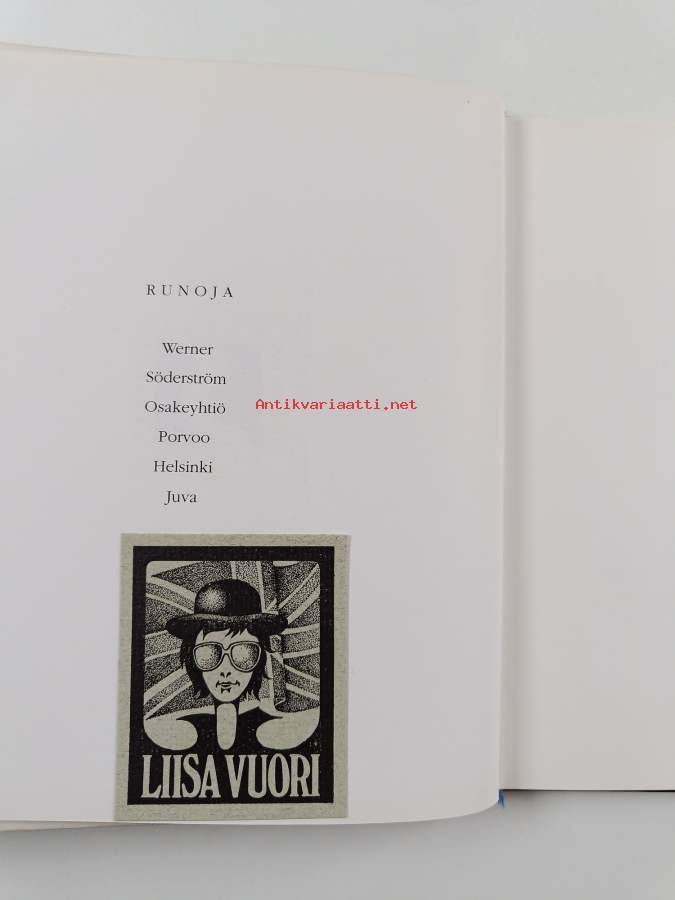 RUNOJA
Werner
Söderström
Osakeyhtiö
Antikvariaatti.net
Porvoo
Helsinki
Juva
LIISA VUORI